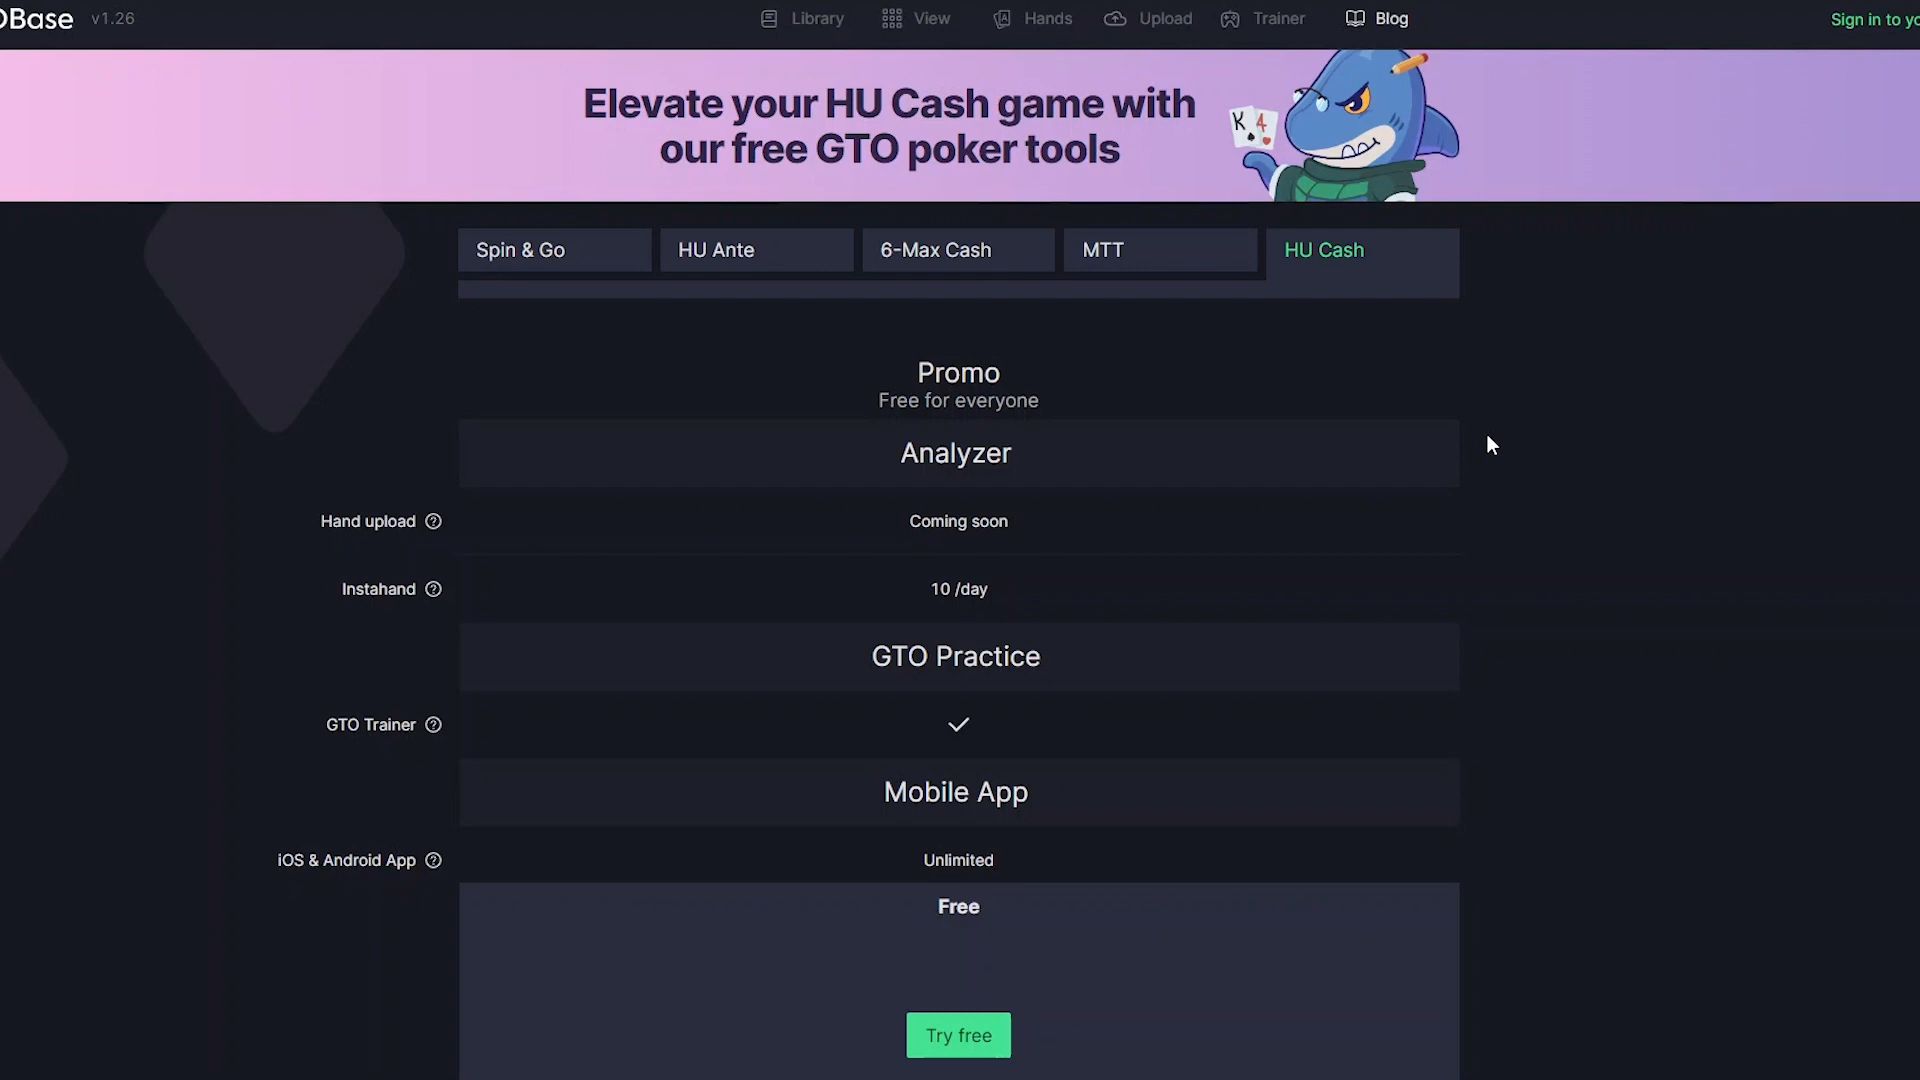 Base v1.26
Library View Hands Upload Trainer Blog
Sign in to
Elevate your HU Cash game with
our free GTO poker tools
K 4
Spin & Go HU Ante 6-Max Cash MTT HU Cash
Promo
Free for everyone
Analyzer
Hand upload ? Coming soon
Instahand ? 10 /day
GTO Practice
GTO Trainer ?
Mobile App
iOS & Android App ? Unlimited
Free
Try free